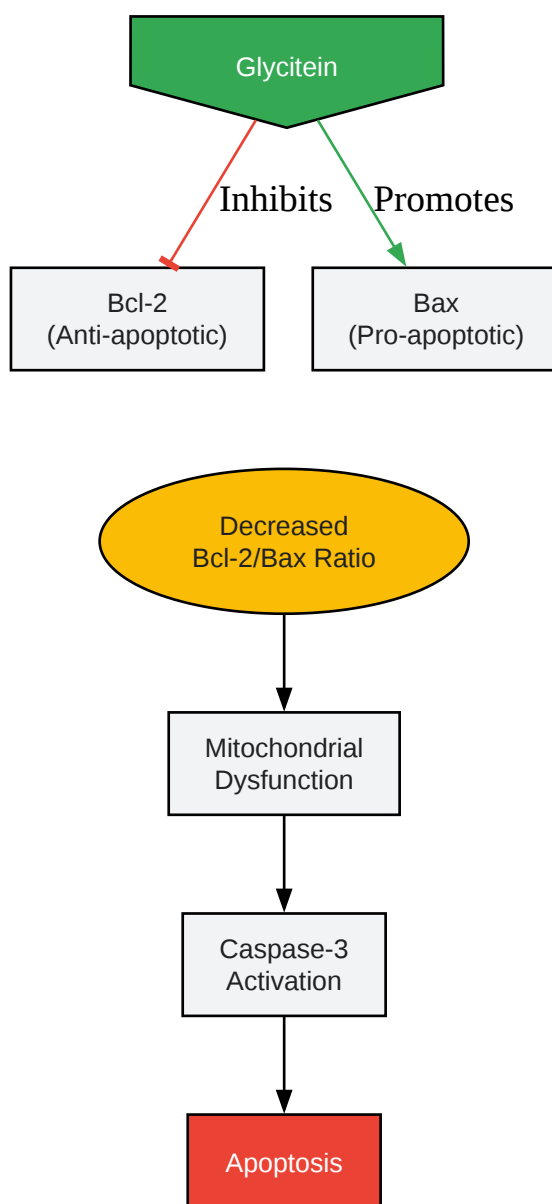 Glycitein
Inhibits
Promotes
Bcl-2
(Anti-apoptotic)
Bax
(Pro-apoptotic)
Decreased
Bcl-2/Bax Ratio
Mitochondrial
Dysfunction
Caspase-3
Activation
Apoptosis